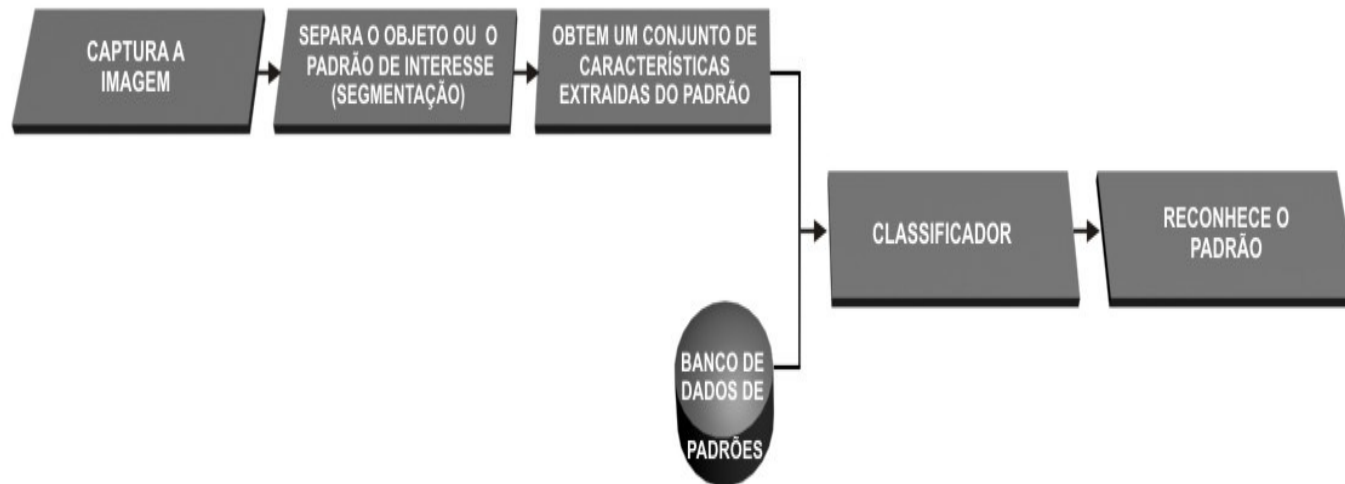 CAPTURA A
IMAGEM
SEPARA O OBJETO OU O
PADRÃO DE INTERESSE
(SEGMENTAÇÃO)
OBTEM UM CONJUNTO DE
CARACTERÍSTICAS
EXTRAIDAS DO PADRÃO
CLASSIFICADOR
RECONHECE O
PADRÃO
BANCO DE
DADOS DE
PADRÕES